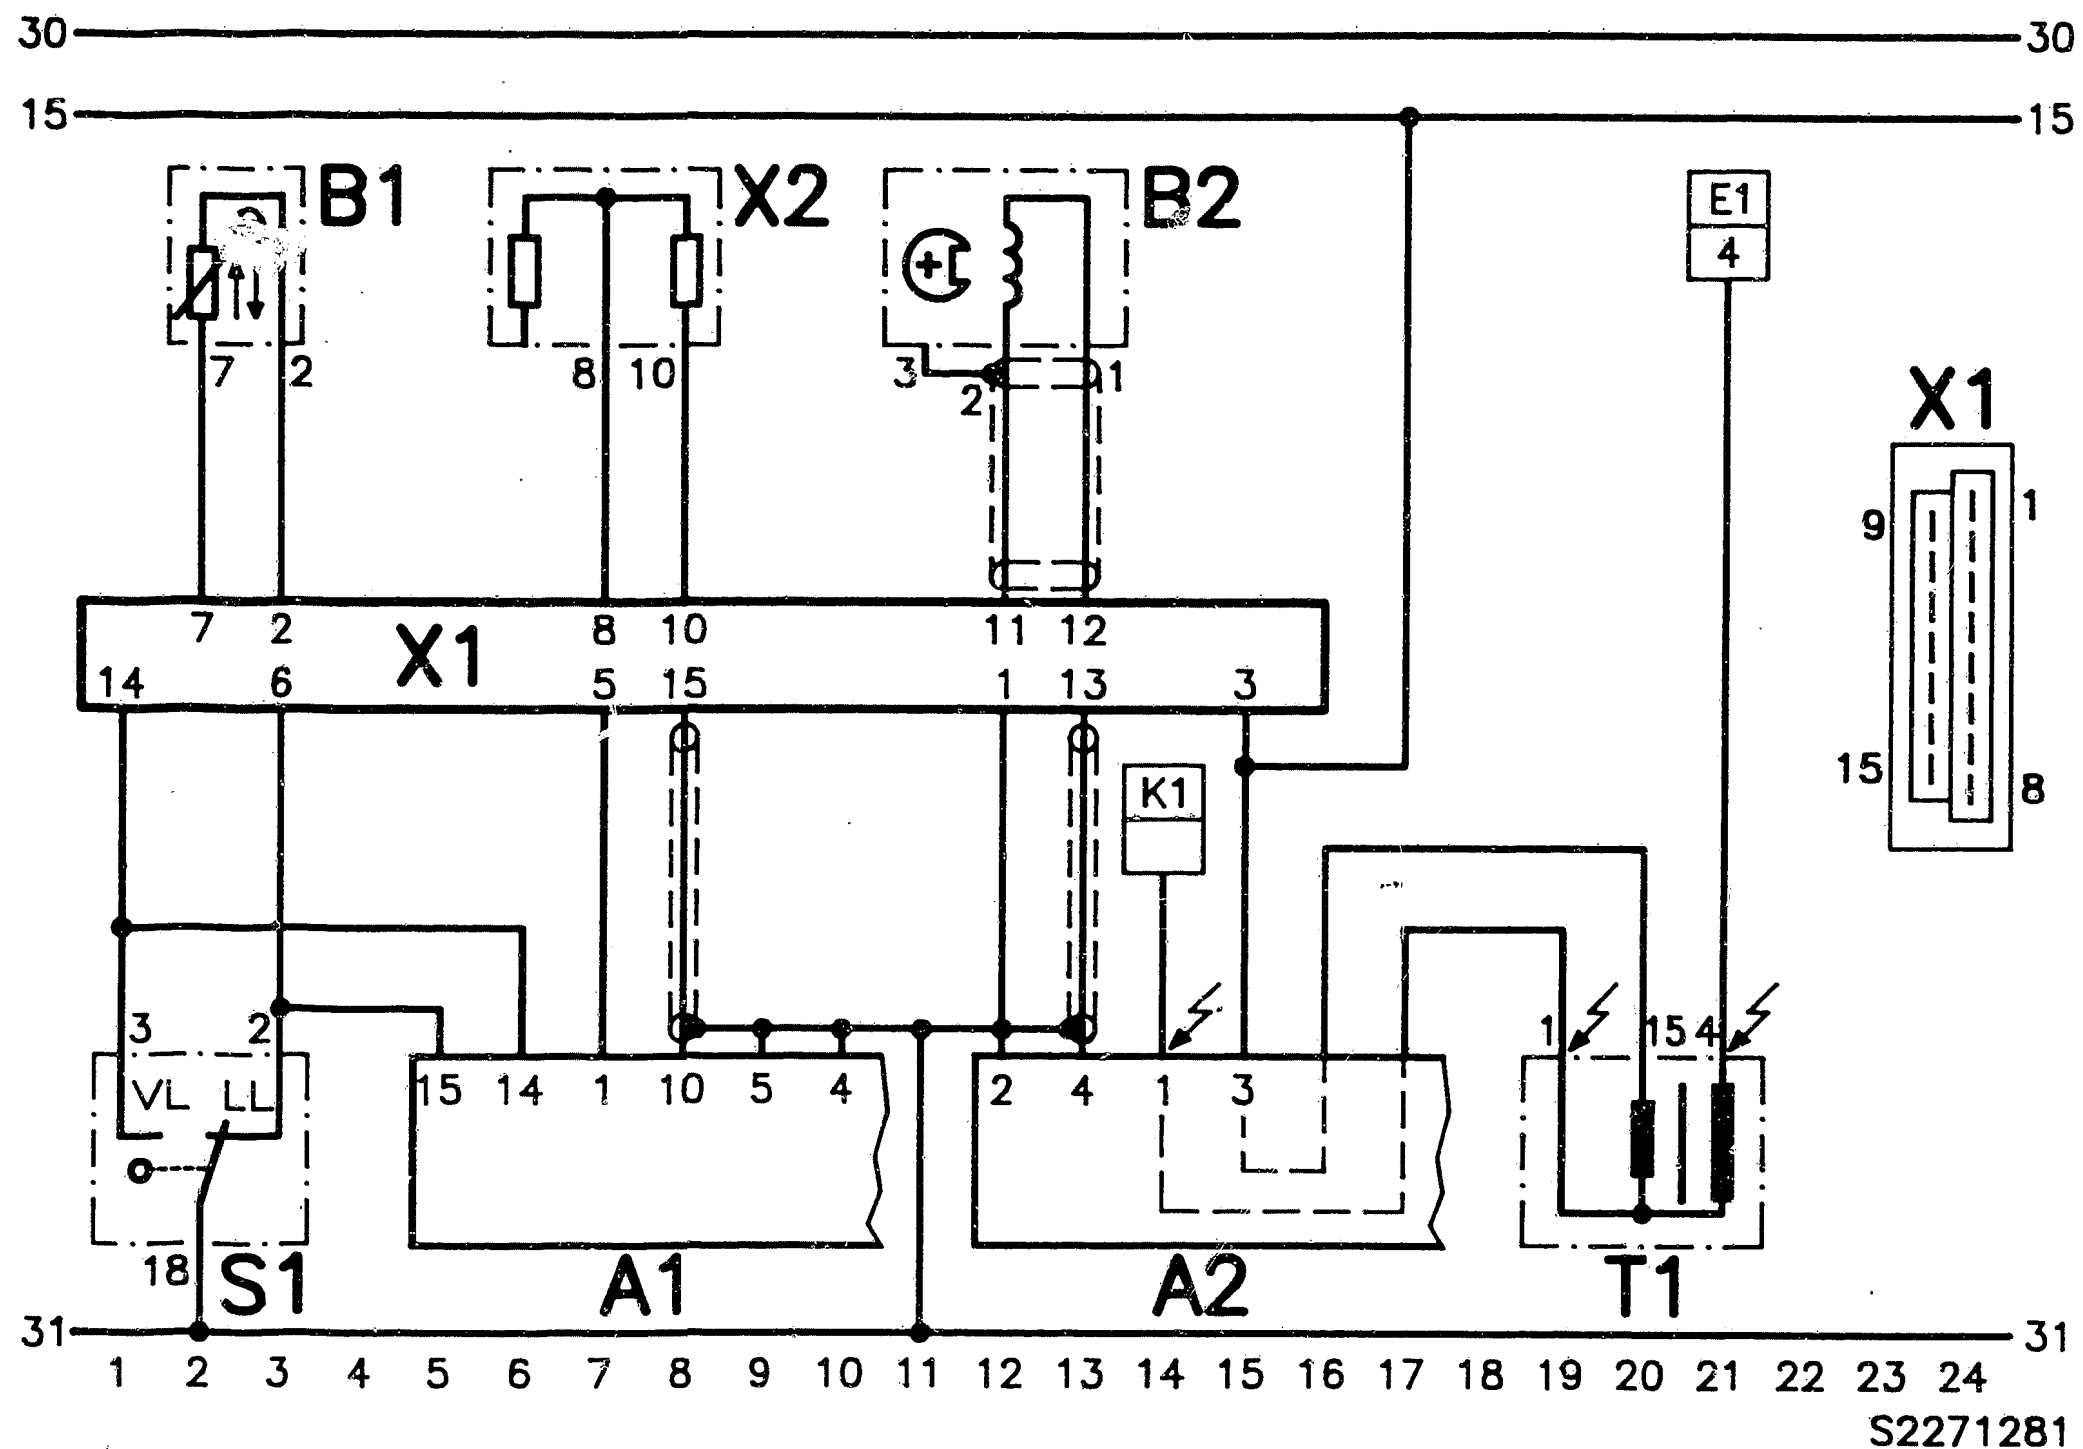 30 30
15 15
B1 X2 B2
E1
4
7 2 8 10 3 2 1
X1
9 1
15 8
7 2 8 10 11 12
X1
14 6 5 15 1 13 3
K1
3 2 1 15 4
VL LL
15 14 1 10 5 4 2 4 1 3
18 S1 A1 A2 T1
31 31
1 2 3 4 5 6 7 8 9 10 11 12 13 14 15 16 17 18 19 20 21 22 23 24
S2271281